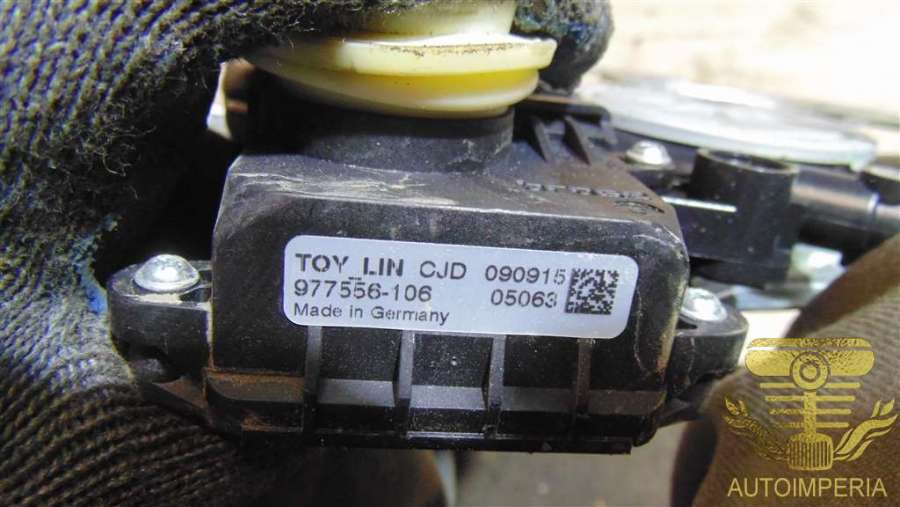 TOY_LIN CJD 090915
977556-106 05063
Made in Germany
AUTOIMPERIA